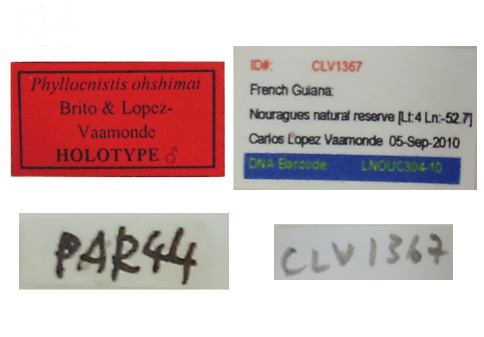 Phyllocnistis ohshimai
Brito & Lopez-
Vaamonde
HOLOTYPE ♂
ID#: CLV1367
French Guiana:
Nouragues natural reserve [Lt:4 Ln:-52.7]
Carlos Lopez Vaamonde 05-Sep-2010
DNA Barcode LNOUC304-10
PAR44
CLV1367